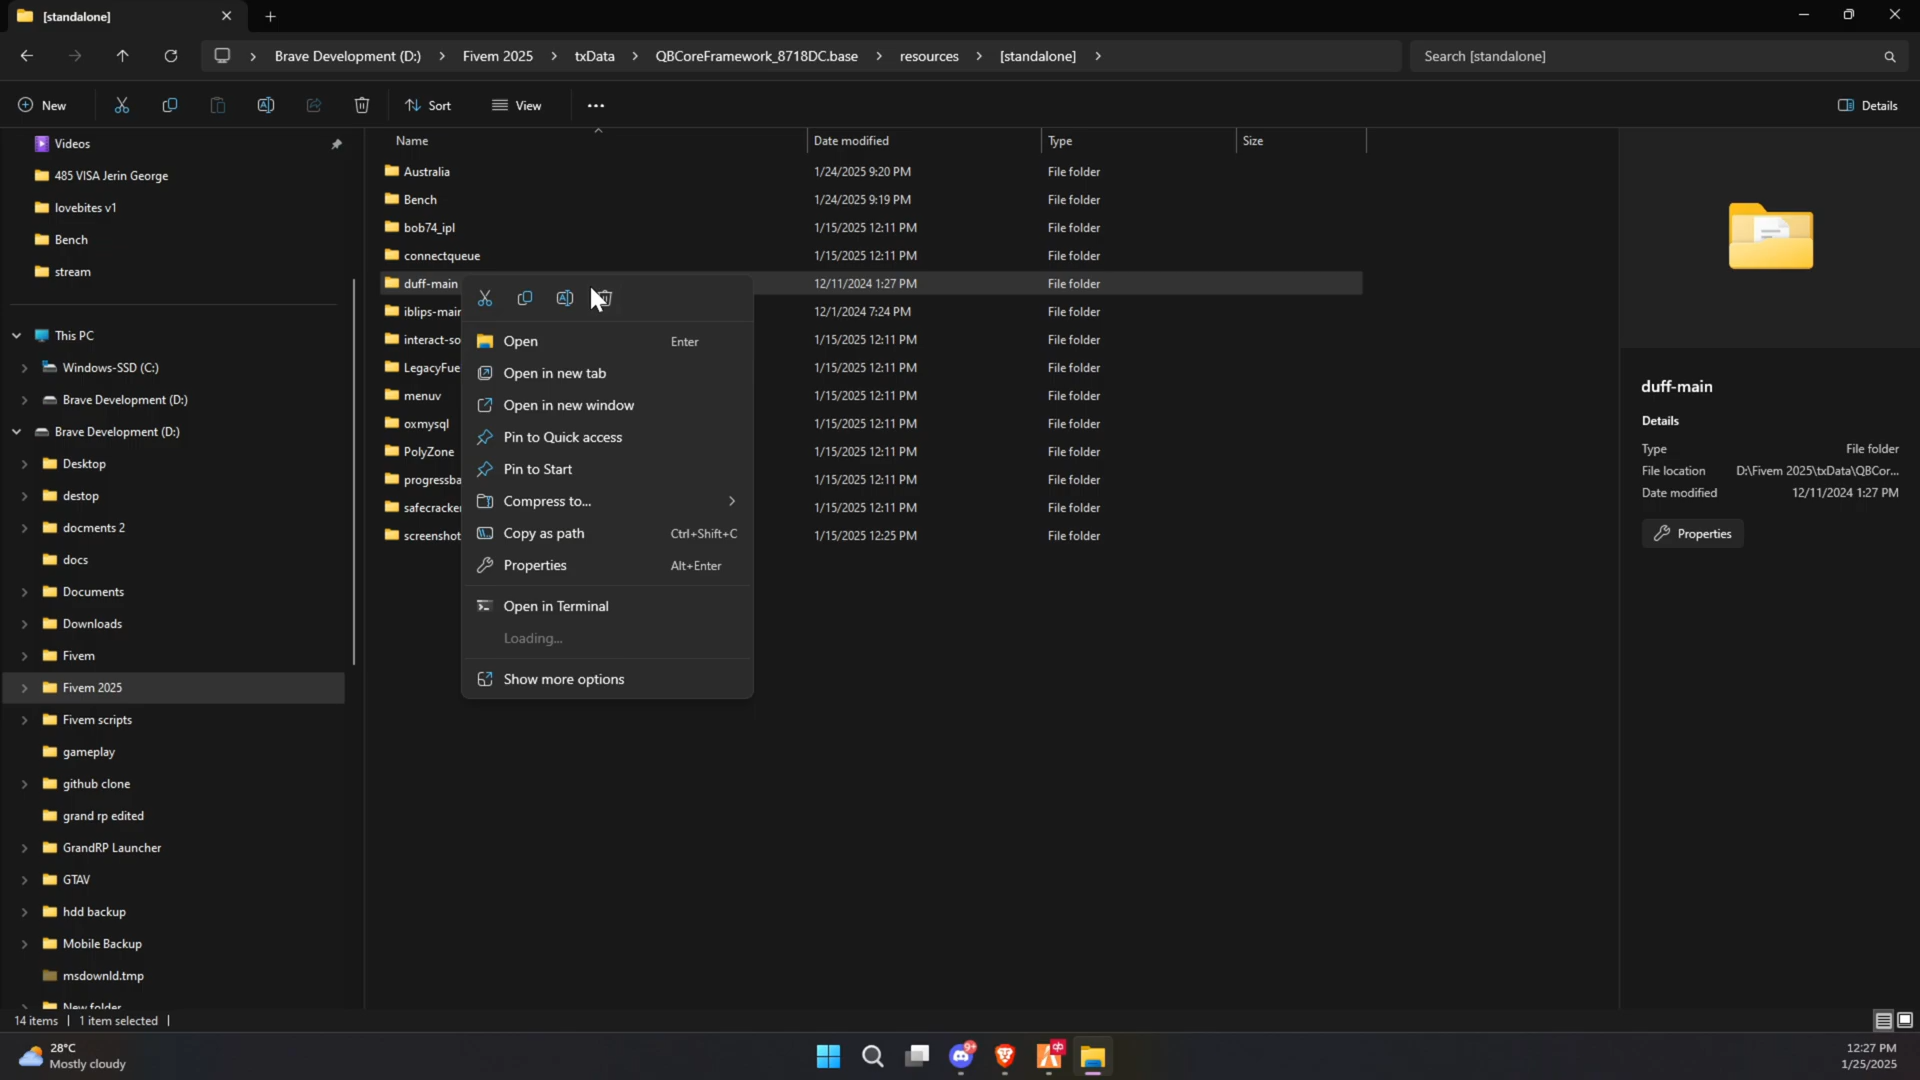 [standalone]
Brave Development (D:) > Fivem 2025 > txData > QBCoreFramework_8718DC.base > resources > [standalone] >
Search [standalone]
New
Sort
View
Details
Videos
485 VISA Jerin George
lovebites v1
Bench
stream
This PC
Windows-SSD (C:)
Brave Development (D:)
Brave Development (D:)
Desktop
destop
docments 2
docs
Documents
Downloads
Fivem
Fivem 2025
Fivem scripts
gameplay
github clone
grand rp edited
GrandRP Launcher
GTAV
hdd backup
Mobile Backup
msdownld.tmp
New folder
Name Date modified Type Size
Australia 1/24/2025 9:20 PM File folder
Bench 1/24/2025 9:19 PM File folder
bob74_ipl 1/15/2025 12:11 PM File folder
connectqueue 1/15/2025 12:11 PM File folder
duff-main 12/11/2024 1:27 PM File folder
iblips-mai 12/1/2024 7:24 PM File folder
interact-so 1/15/2025 12:11 PM File folder
LegacyFue 1/15/2025 12:11 PM File folder
menuv 1/15/2025 12:11 PM File folder
oxmysql 1/15/2025 12:11 PM File folder
PolyZone 1/15/2025 12:11 PM File folder
progressba 1/15/2025 12:11 PM File folder
safecracke 1/15/2025 12:11 PM File folder
screenshot 1/15/2025 12:25 PM File folder
Open Enter
Open in new tab
Open in new window
Pin to Quick access
Pin to Start
Compress to...
Copy as path Ctrl+Shift+C
Properties Alt+Enter
Open in Terminal
Loading...
Show more options
duff-main
Details
Type File folder
File location D:\Fivem 2025\txData\QBCor...
Date modified 12/11/2024 1:27 PM
Properties
14 items | 1 item selected |
28°C
Mostly cloudy
9+
qb
12:27 PM
1/25/2025